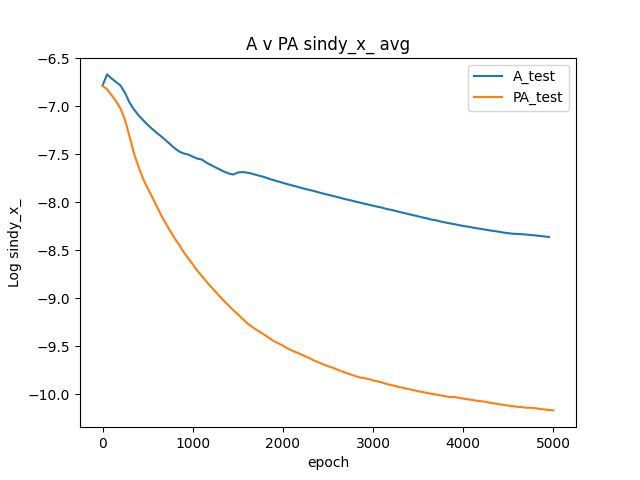 A v PA sindy_x_ avg
A_test
PA_test
Log sindy_x_
−6.5
−7.0
−7.5
−8.0
−8.5
−9.0
−9.5
−10.0
0 1000 2000 3000 4000 5000
epoch